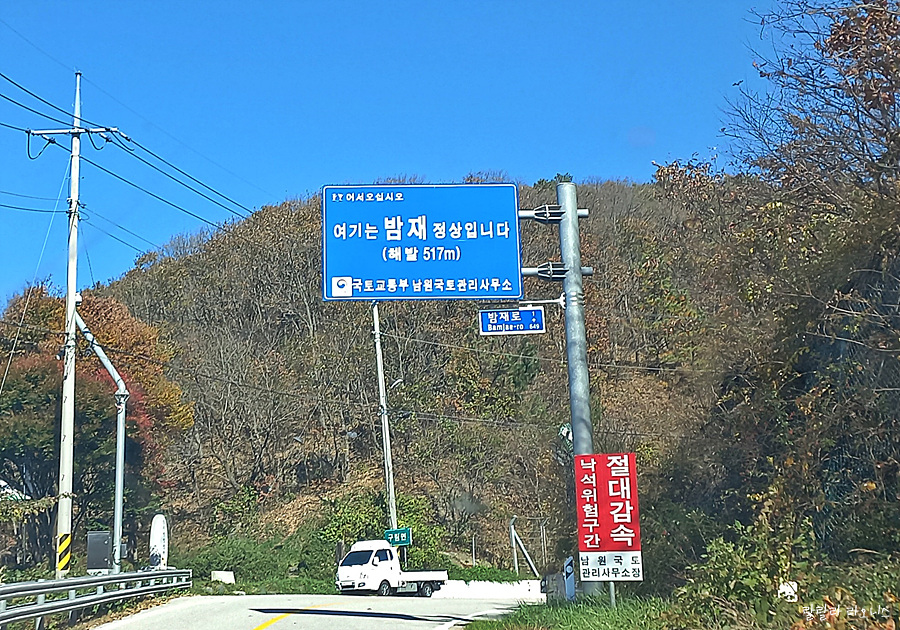 어서오십시오
여기는 밤재 정상입니다
(해발 517m)
국토교통부 남원국토관리사무소
밤재로
Bamjae-ro
1
649
구림면
절대감속
낙석위험구간
남원국토
관리사무소장